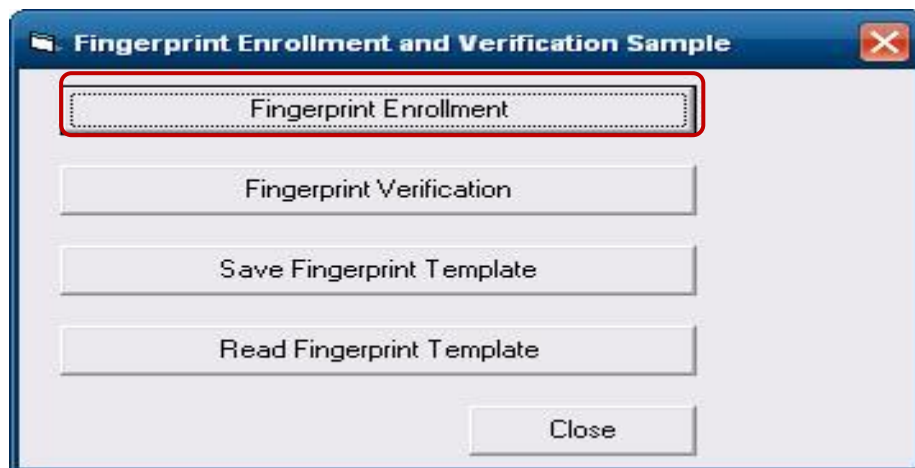 Fingerprint Enrollment and Verification Sample
Fingerprint Enrollment
Fingerprint Verification
Save Fingerprint Template
Read Fingerprint Template
Close